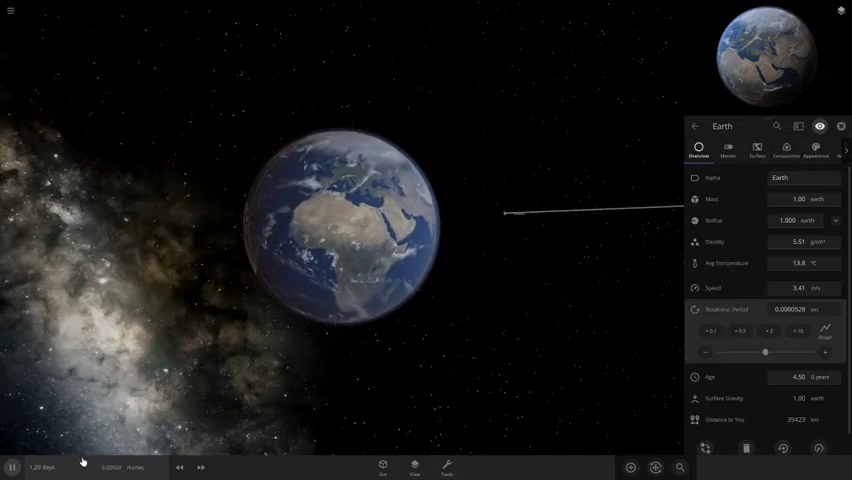 Earth
Overview Motion Surface Composition Appearance
Name Earth
Mass 1.00 earth
Radius 1.000 earth
Density 5.51 g/cm³
Avg Temperature 13.8 °C
Speed 3.41 m/s
Rotational Period 0.0000528 sec
÷ 0.1 ÷ 0.5 × 2 × 10 Graph
Age 4.50 G years
Surface Gravity 1.00 earth
Distance to You 39423 km
1.29 days ms/sec
Sim View Tools